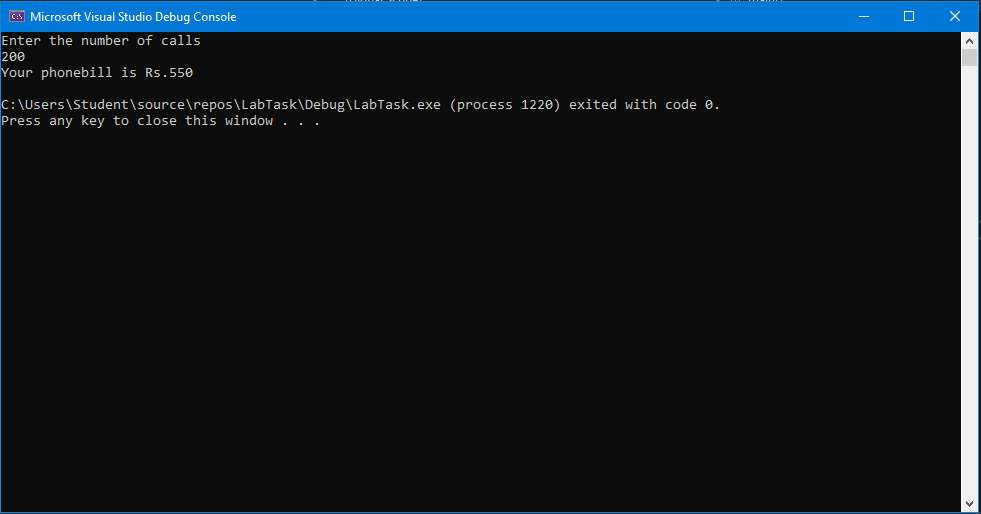 Microsoft Visual Studio Debug Console
Enter the number of calls
200
Your phonebill is Rs.550
C:\Users\Student\source\repos\LabTask\Debug\LabTask.exe (process 1220) exited with code 0.
Press any key to close this window . . .